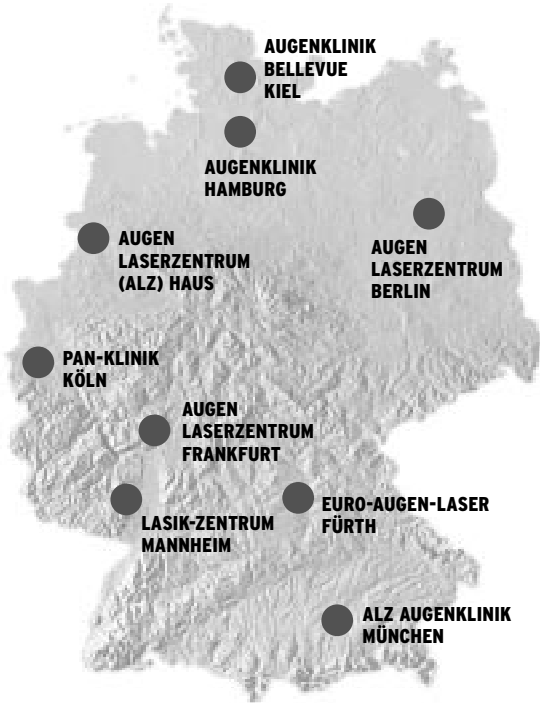 AUGENKLINIK
BELLEVUE
KIEL
AUGENKLINIK
HAMBURG
AUGEN
LASERZENTRUM
(ALZ) HAUS
AUGEN
LASERZENTRUM
BERLIN
PAN-KLINIK
KÖLN
AUGEN
LASERZENTRUM
FRANKFURT
LASIK-ZENTRUM
MANNHEIM
EURO-AUGEN-LASER
FÜRTH
ALZ AUGENKLINIK
MÜNCHEN